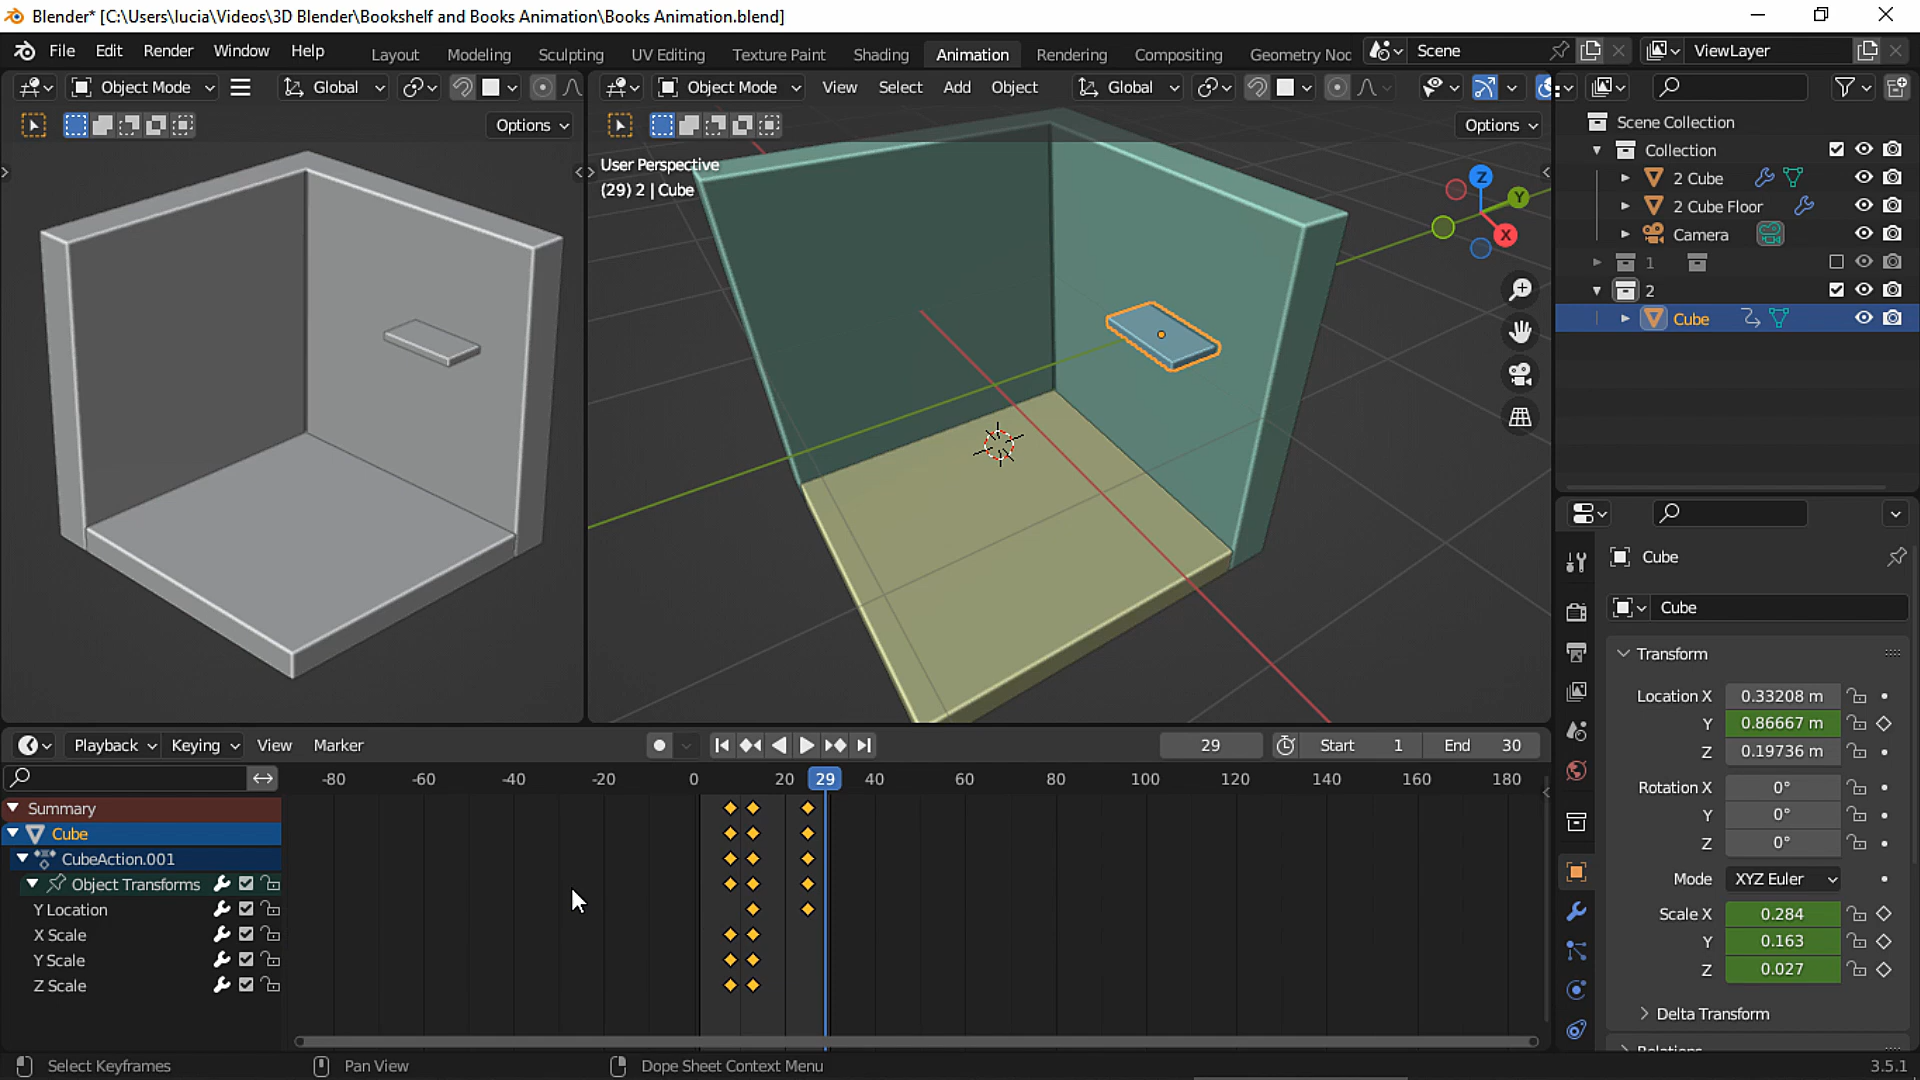 Blender* [C:\Users\lucia\Videos\3D Blender\Bookshelf and Books Animation\Books Animation.blend]
File Edit Render Window Help Layout Modeling Sculpting UV Editing Texture Paint Shading Animation Rendering Compositing Geometry Noc Scene ViewLayer
Object Mode Global Object Mode View Select Add Object Global
Options Options
User Perspective
(29) 2 | Cube
Z
Y
X
Scene Collection
Collection
2 Cube
2 Cube Floor
Camera
1
2
Cube
Cube
Cube
Transform
Location X 0.33208 m
Y 0.86667 m
Z 0.19736 m
Rotation X 0°
Y 0°
Z 0°
Mode XYZ Euler
Scale X 0.284
Y 0.163
Z 0.027
Delta Transform
Playback Keying View Marker 29 Start 1 End 30
-80 -60 -40 -20 0 20 29 40 60 80 100 120 140 160 180
Summary
Cube
CubeAction.001
Object Transforms
Y Location
X Scale
Y Scale
Z Scale
Select Keyframes Pan View Dope Sheet Context Menu 3.5.1